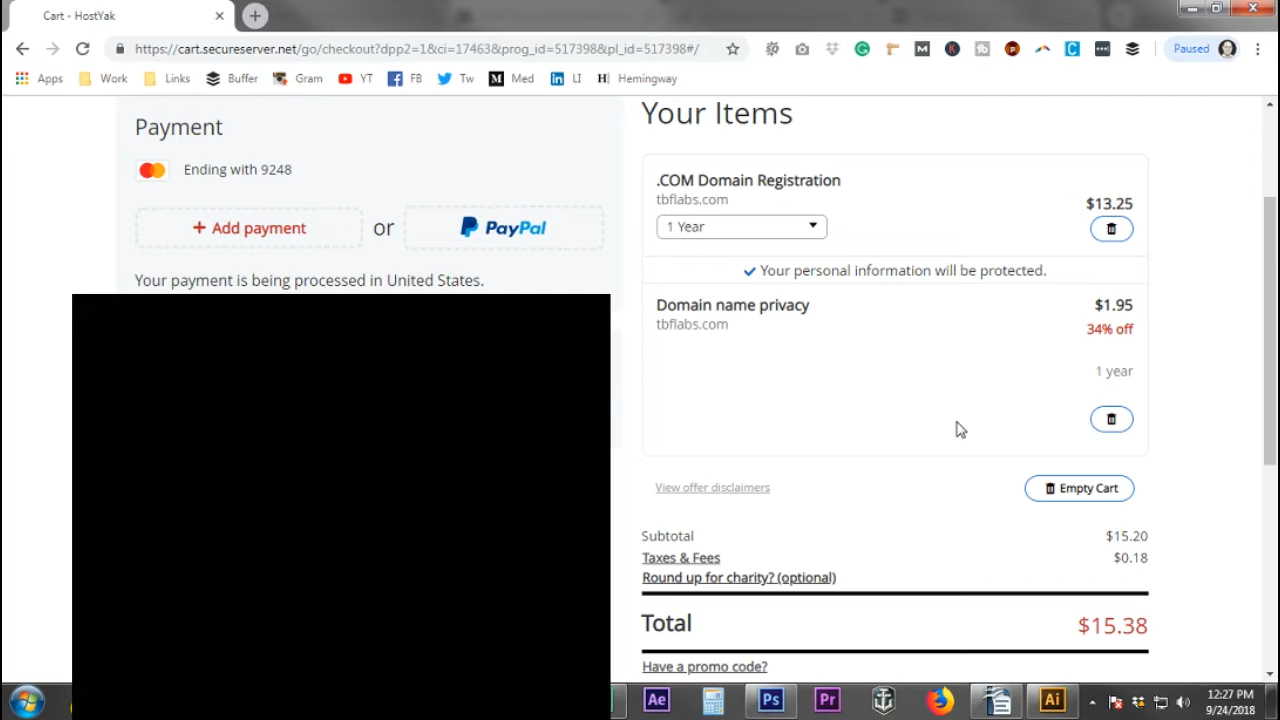 Cart - HostYak
https://cart.secureserver.net/go/checkout?dpp2=1&ci=17463&prog_id=517398&pl_id=517398#/
Paused
Apps
Work
Links
Buffer
Gram
YT
FB
Tw
Med
LI
Hemingway
Payment
Ending with 9248
+ Add payment
or
PayPal
Your payment is being processed in United States.
Your Items
.COM Domain Registration
tbflabs.com
$13.25
1 Year
Your personal information will be protected.
Domain name privacy
$1.95
tbflabs.com
34% off
1 year
View offer disclaimers
Empty Cart
Subtotal
$15.20
Taxes & Fees
$0.18
Round up for charity? (optional)
Total
$15.38
Have a promo code?
Ae
Ps
Pr
Ai
12:27 PM
9/24/2018